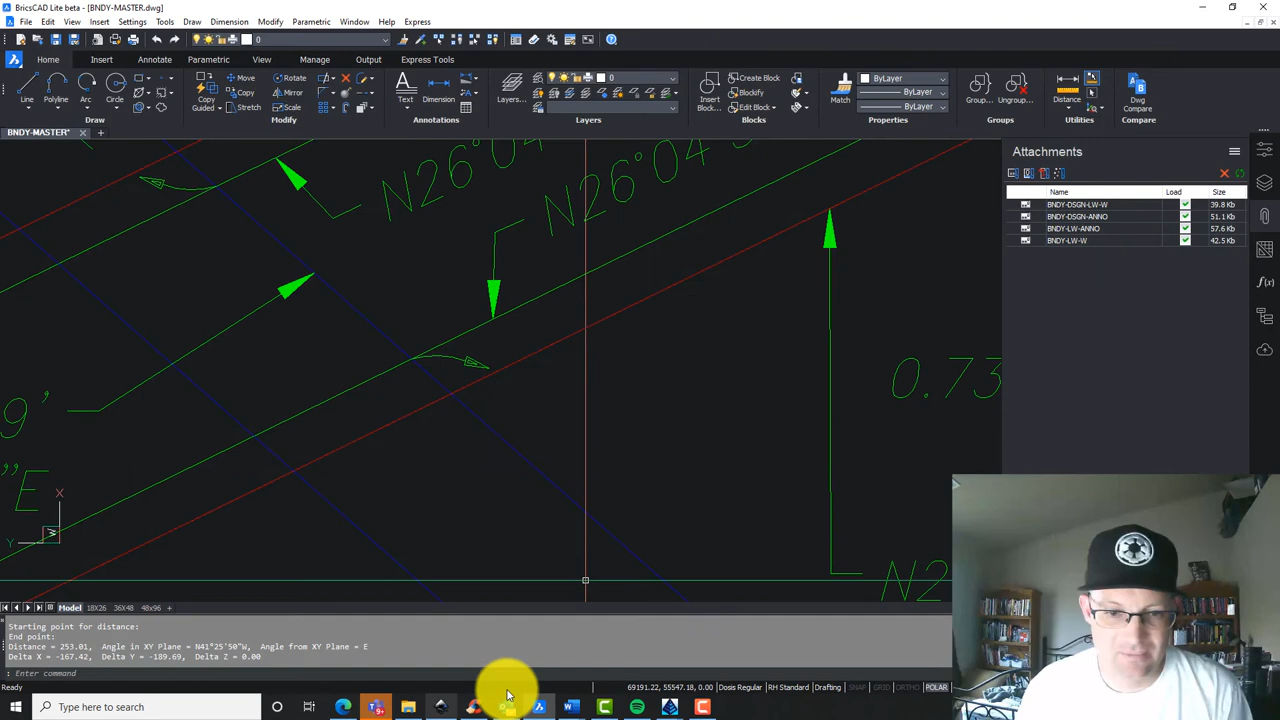 BricsCAD Lite beta - [BNDY-MASTER.dwg]
File Edit View Insert Settings Tools Draw Dimension Modify Parametric Window Help Express
0
Home Insert Annotate Parametric View Manage Output Express Tools
Line Polyline Arc Circle
Copy Guided Move Copy Stretch Rotate Mirror Scale
Text Dimension
Layers... 0
Insert Block... Create Block Blockify Edit Block
Match ByLayer ByLayer ByLayer
Group... Ungroup...
Distance
Dwg Compare
Draw Modify Annotations Layers Blocks Properties Groups Utilities Compare
BNDY-MASTER*
N26°04
N26°04'5
0.73
9'
"E
N2
X
Y
W
Attachments
Name Load Size
BNDY-DSGN-LW-W 39.8 Kb
BNDY-DSGN-ANNO 51.1 Kb
BNDY-LW-ANNO 57.6 Kb
BNDY-LW-W 42.5 Kb
Model 18X26 36X48 48x96
Starting point for distance:
End point:
Distance = 253.01, Angle in XY Plane = N41°25'50"W, Angle from XY Plane = E
Delta X = -167.42, Delta Y = -189.69, Delta Z = 0.00
: Enter command
Ready
69191.22, 55547.18, 0.00 Dosis Regular RH Standard Drafting SNAP GRID ORTHO POLAR
Type here to search